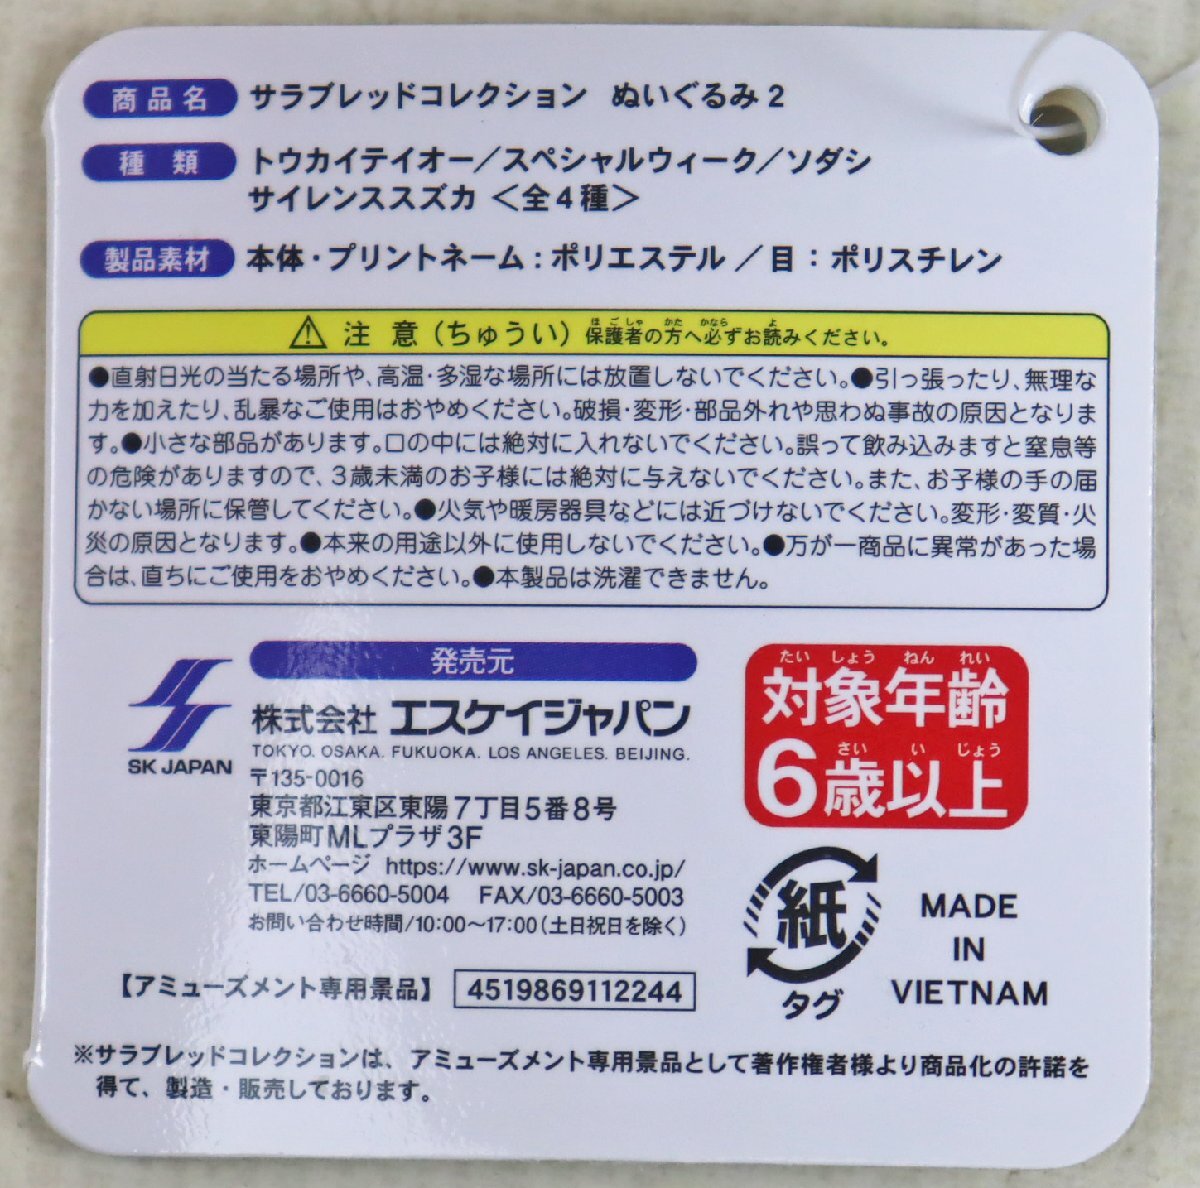 商品名 サラブレッドコレクション ぬいぐるみ2
種類 トウカイテイオー／スペシャルウィーク／ソダシ
サイレンススズカ ＜全4種＞
製品素材 本体・プリントネーム：ポリエステル／目：ポリスチレン
ほごしゃ かた かなら よ
注意（ちゅうい）保護者の方へ必ずお読みください。
●直射日光の当たる場所や、高温・多湿な場所には放置しないでください。●引っ張ったり、無理な
力を加えたり、乱暴なご使用はおやめください。破損・変形・部品外れや思わぬ事故の原因となりま
す。●小さな部品があります。口の中には絶対に入れないでください。誤って飲み込みますと窒息等
の危険がありますので、3歳未満のお子様には絶対に与えないでください。また、お子様の手の届
かない場所に保管してください。●火気や暖房器具などには近づけないでください。変形・変質・火
災の原因となります。●本来の用途以外に使用しないでください。●万が一商品に異常があった場
合は、直ちにご使用をおやめください。●本製品は洗濯できません。
SK JAPAN
発売元
株式会社 エスケイジャパン
TOKYO. OSAKA. FUKUOKA. LOS ANGELES. BEIJING.
〒135-0016
東京都江東区東陽7丁目5番8号
東陽町MLプラザ3F
ホームページ https://www.sk-japan.co.jp/
TEL/03-6660-5004 FAX/03-6660-5003
お問い合わせ時間/10:00～17:00（土日祝日を除く）
たい しょう ねん れい
対象年齢
さい い じょう
6歳以上
紙
タグ
MADE
IN
VIETNAM
【アミューズメント専用景品】 4519869112244
※サラブレッドコレクションは、アミューズメント専用景品として著作権者様より商品化の許諾を
得て、製造・販売しております。